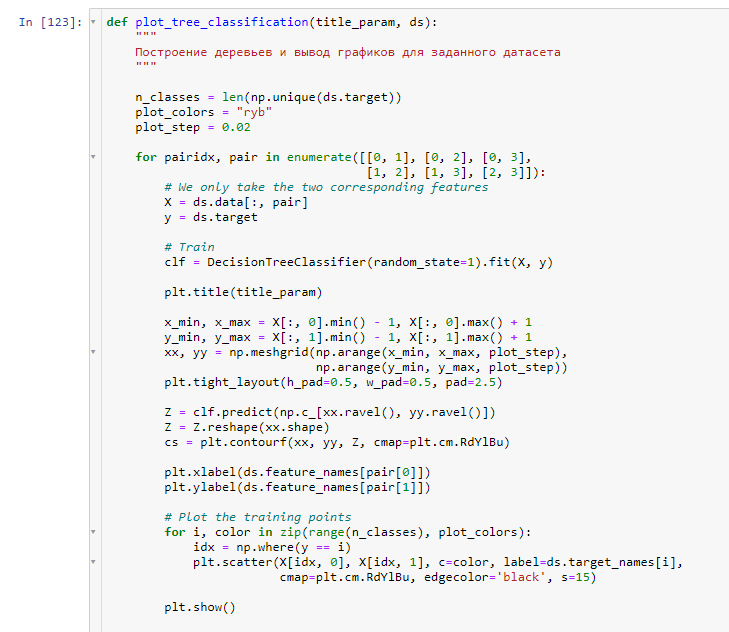 In [123]:
def plot_tree_classification(title_param, ds):
    """
    Построение деревьев и вывод графиков для заданного датасета
    """

    n_classes = len(np.unique(ds.target))
    plot_colors = "ryb"
    plot_step = 0.02

    for pairidx, pair in enumerate([[0, 1], [0, 2], [0, 3],
                                    [1, 2], [1, 3], [2, 3]]):
        # We only take the two corresponding features
        X = ds.data[:, pair]
        y = ds.target

        # Train
        clf = DecisionTreeClassifier(random_state=1).fit(X, y)

        plt.title(title_param)

        x_min, x_max = X[:, 0].min() - 1, X[:, 0].max() + 1
        y_min, y_max = X[:, 1].min() - 1, X[:, 1].max() + 1
        xx, yy = np.meshgrid(np.arange(x_min, x_max, plot_step),
                             np.arange(y_min, y_max, plot_step))
        plt.tight_layout(h_pad=0.5, w_pad=0.5, pad=2.5)

        Z = clf.predict(np.c_[xx.ravel(), yy.ravel()])
        Z = Z.reshape(xx.shape)
        cs = plt.contourf(xx, yy, Z, cmap=plt.cm.RdYlBu)

        plt.xlabel(ds.feature_names[pair[0]])
        plt.ylabel(ds.feature_names[pair[1]])

        # Plot the training points
        for i, color in zip(range(n_classes), plot_colors):
            idx = np.where(y == i)
            plt.scatter(X[idx, 0], X[idx, 1], c=color, label=ds.target_names[i],
                        cmap=plt.cm.RdYlBu, edgecolor='black', s=15)

        plt.show()